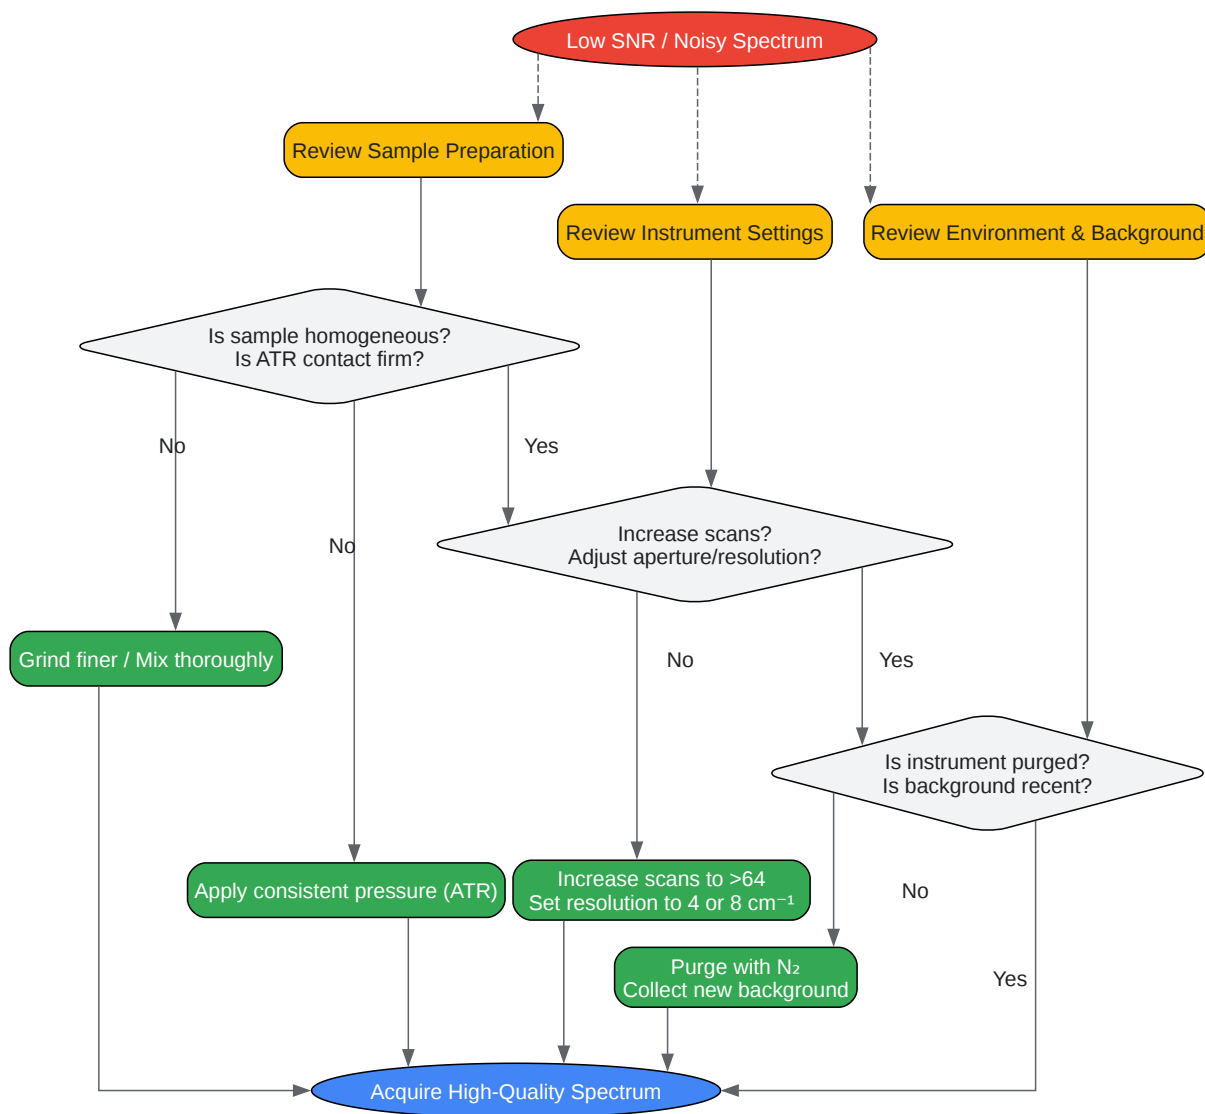 Low SNR / Noisy Spectrum
Review Sample Preparation
Review Instrument Settings
Review Environment & Background
Is sample homogeneous?
Is ATR contact firm?
No
Yes
No
Increase scans?
Adjust aperture/resolution?
Grind finer / Mix thoroughly
No
Yes
Is instrument purged?
Is background recent?
Apply consistent pressure (ATR)
Increase scans to >64
Set resolution to 4 or 8 cm⁻¹
No
Purge with N₂
Collect new background
Yes
Acquire High-Quality Spectrum